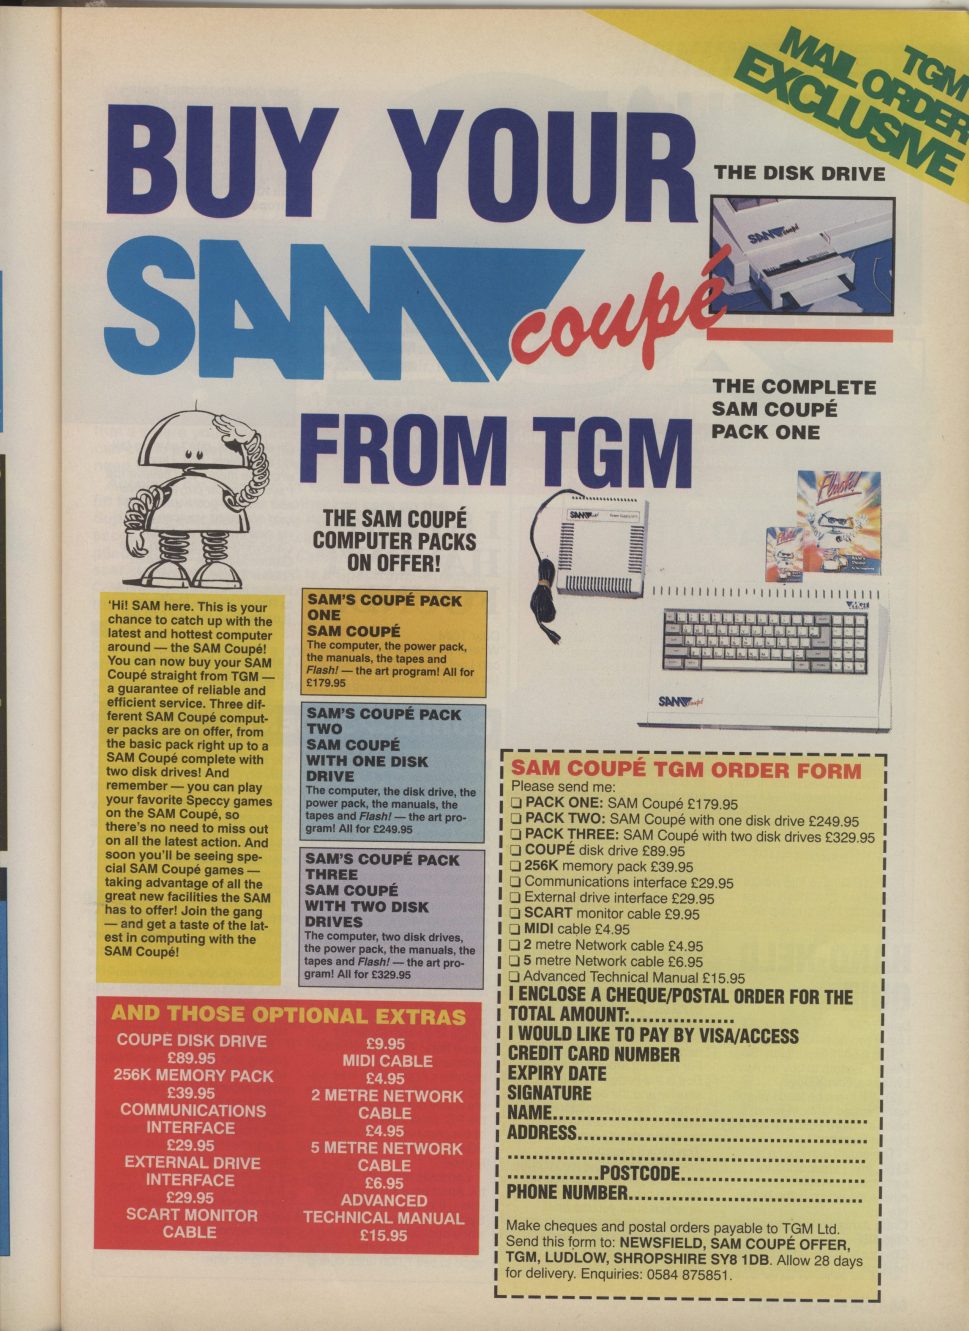 TGM
MAIL ORDER
EXCLUSIVE
BUY YOUR
SAM coupé
FROM TGM
THE DISK DRIVE
SAM coupé
THE COMPLETE
SAM COUPÉ
PACK ONE
Flash!
Flash!
SAM coupé
SAM coupé
THE SAM COUPÉ
COMPUTER PACKS
ON OFFER!
'Hi! SAM here. This is your
chance to catch up with the
latest and hottest computer
around — the SAM Coupé!
You can now buy your SAM
Coupé straight from TGM —
a guarantee of reliable and
efficient service. Three dif-
ferent SAM Coupé comput-
er packs are on offer, from
the basic pack right up to a
SAM Coupé complete with
two disk drives! And
remember — you can play
your favorite Speccy games
on the SAM Coupé, so
there's no need to miss out
on all the latest action. And
soon you'll be seeing spe-
cial SAM Coupé games —
taking advantage of all the
great new facilities the SAM
has to offer! Join the gang
— and get a taste of the lat-
est in computing with the
SAM Coupé!
SAM'S COUPÉ PACK
ONE
SAM COUPÉ
The computer, the power pack,
the manuals, the tapes and
Flash! — the art program! All for
£179.95
SAM'S COUPÉ PACK
TWO
SAM COUPÉ
WITH ONE DISK
DRIVE
The computer, the disk drive, the
power pack, the manuals, the
tapes and Flash! — the art pro-
gram! All for £249.95
SAM'S COUPÉ PACK
THREE
SAM COUPÉ
WITH TWO DISK
DRIVES
The computer, two disk drives,
the power pack, the manuals, the
tapes and Flash! — the art pro-
gram! All for £329.95
AND THOSE OPTIONAL EXTRAS
COUPÉ DISK DRIVE
£89.95
256K MEMORY PACK
£39.95
COMMUNICATIONS
INTERFACE
£29.95
EXTERNAL DRIVE
INTERFACE
£29.95
SCART MONITOR
CABLE
£9.95
MIDI CABLE
£4.95
2 METRE NETWORK
CABLE
£4.95
5 METRE NETWORK
CABLE
£6.95
ADVANCED
TECHNICAL MANUAL
£15.95
SAM COUPÉ TGM ORDER FORM
Please send me:
❑ PACK ONE: SAM Coupé £179.95
❑ PACK TWO: SAM Coupé with one disk drive £249.95
❑ PACK THREE: SAM Coupé with two disk drives £329.95
❑ COUPÉ disk drive £89.95
❑ 256K memory pack £39.95
❑ Communications interface £29.95
❑ External drive interface £29.95
❑ SCART monitor cable £9.95
❑ MIDI cable £4.95
❑ 2 metre Network cable £4.95
❑ 5 metre Network cable £6.95
❑ Advanced Technical Manual £15.95
I ENCLOSE A CHEQUE/POSTAL ORDER FOR THE
TOTAL AMOUNT:..................
I WOULD LIKE TO PAY BY VISA/ACCESS
CREDIT CARD NUMBER
EXPIRY DATE
SIGNATURE
NAME......................................................
ADDRESS..................................................
...............POSTCODE................................
PHONE NUMBER........................................
Make cheques and postal orders payable to TGM Ltd.
Send this form to: NEWSFIELD, SAM COUPÉ OFFER,
TGM, LUDLOW, SHROPSHIRE SY8 1DB. Allow 28 days
for delivery. Enquiries: 0584 875851.